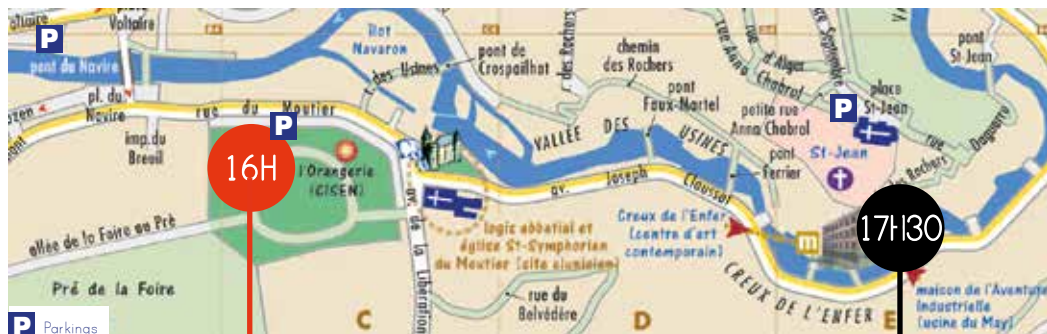 place
Voltaire
P
pont du Navire
pl. du
Navire
rue du Moutier
imp. du
Breuil
P
16H
l'Orangerie
(CISEN)
allée de la Foire au Pré
Pré de la Foire
P Parkings
îlot
Navaron
r. des Usines
pont de
Crospailhat
r. des Rochers
chemin
des Rochers
pont
Faux-Martel
VALLÉE DES USINES
pont
Ferrier
av. Joseph Claussat
av. de la Libération
logis abbatial et
église St-Symphorien
du Moutier (site clunisien)
rue du
Belvédère
C
D
E
Creux de l'Enfer
(centre d'art
contemporain)
m
CREUX DE L'ENFER
rue Anna Chabrol
d'Alger
Septembre
petite rue
Anna Chabrol
P
place
St-Jean
St-Jean
rue Daguerre
Rochers
pont
St-Jean
17H30
maison de l'Aventure
Industrielle
(usine du May)